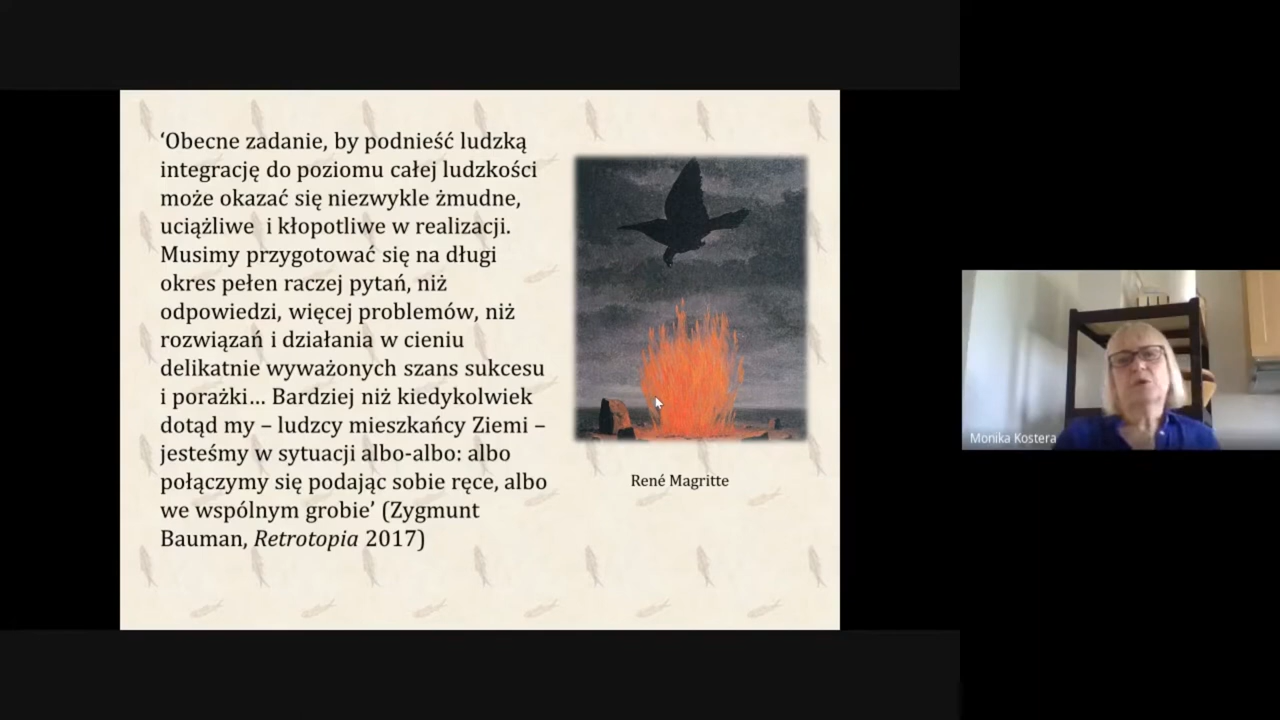 ‘Obecne zadanie, by podnieść ludzką
integrację do poziomu całej ludzkości
może okazać się niezwykle żmudne,
uciążliwe  i kłopotliwe w realizacji.
Musimy przygotować się na długi
okres pełen raczej pytań, niż
odpowiedzi, więcej problemów, niż
rozwiązań i działania w cieniu
delikatnie wyważonych szans sukcesu
i porażki... Bardziej niż kiedykolwiek
dotąd my – ludzcy mieszkańcy Ziemi –
jesteśmy w sytuacji albo-albo: albo
połączymy się podając sobie ręce, albo
we wspólnym grobie’ (Zygmunt
Bauman, Retrotopia 2017)
René Magritte
Monika Kostera